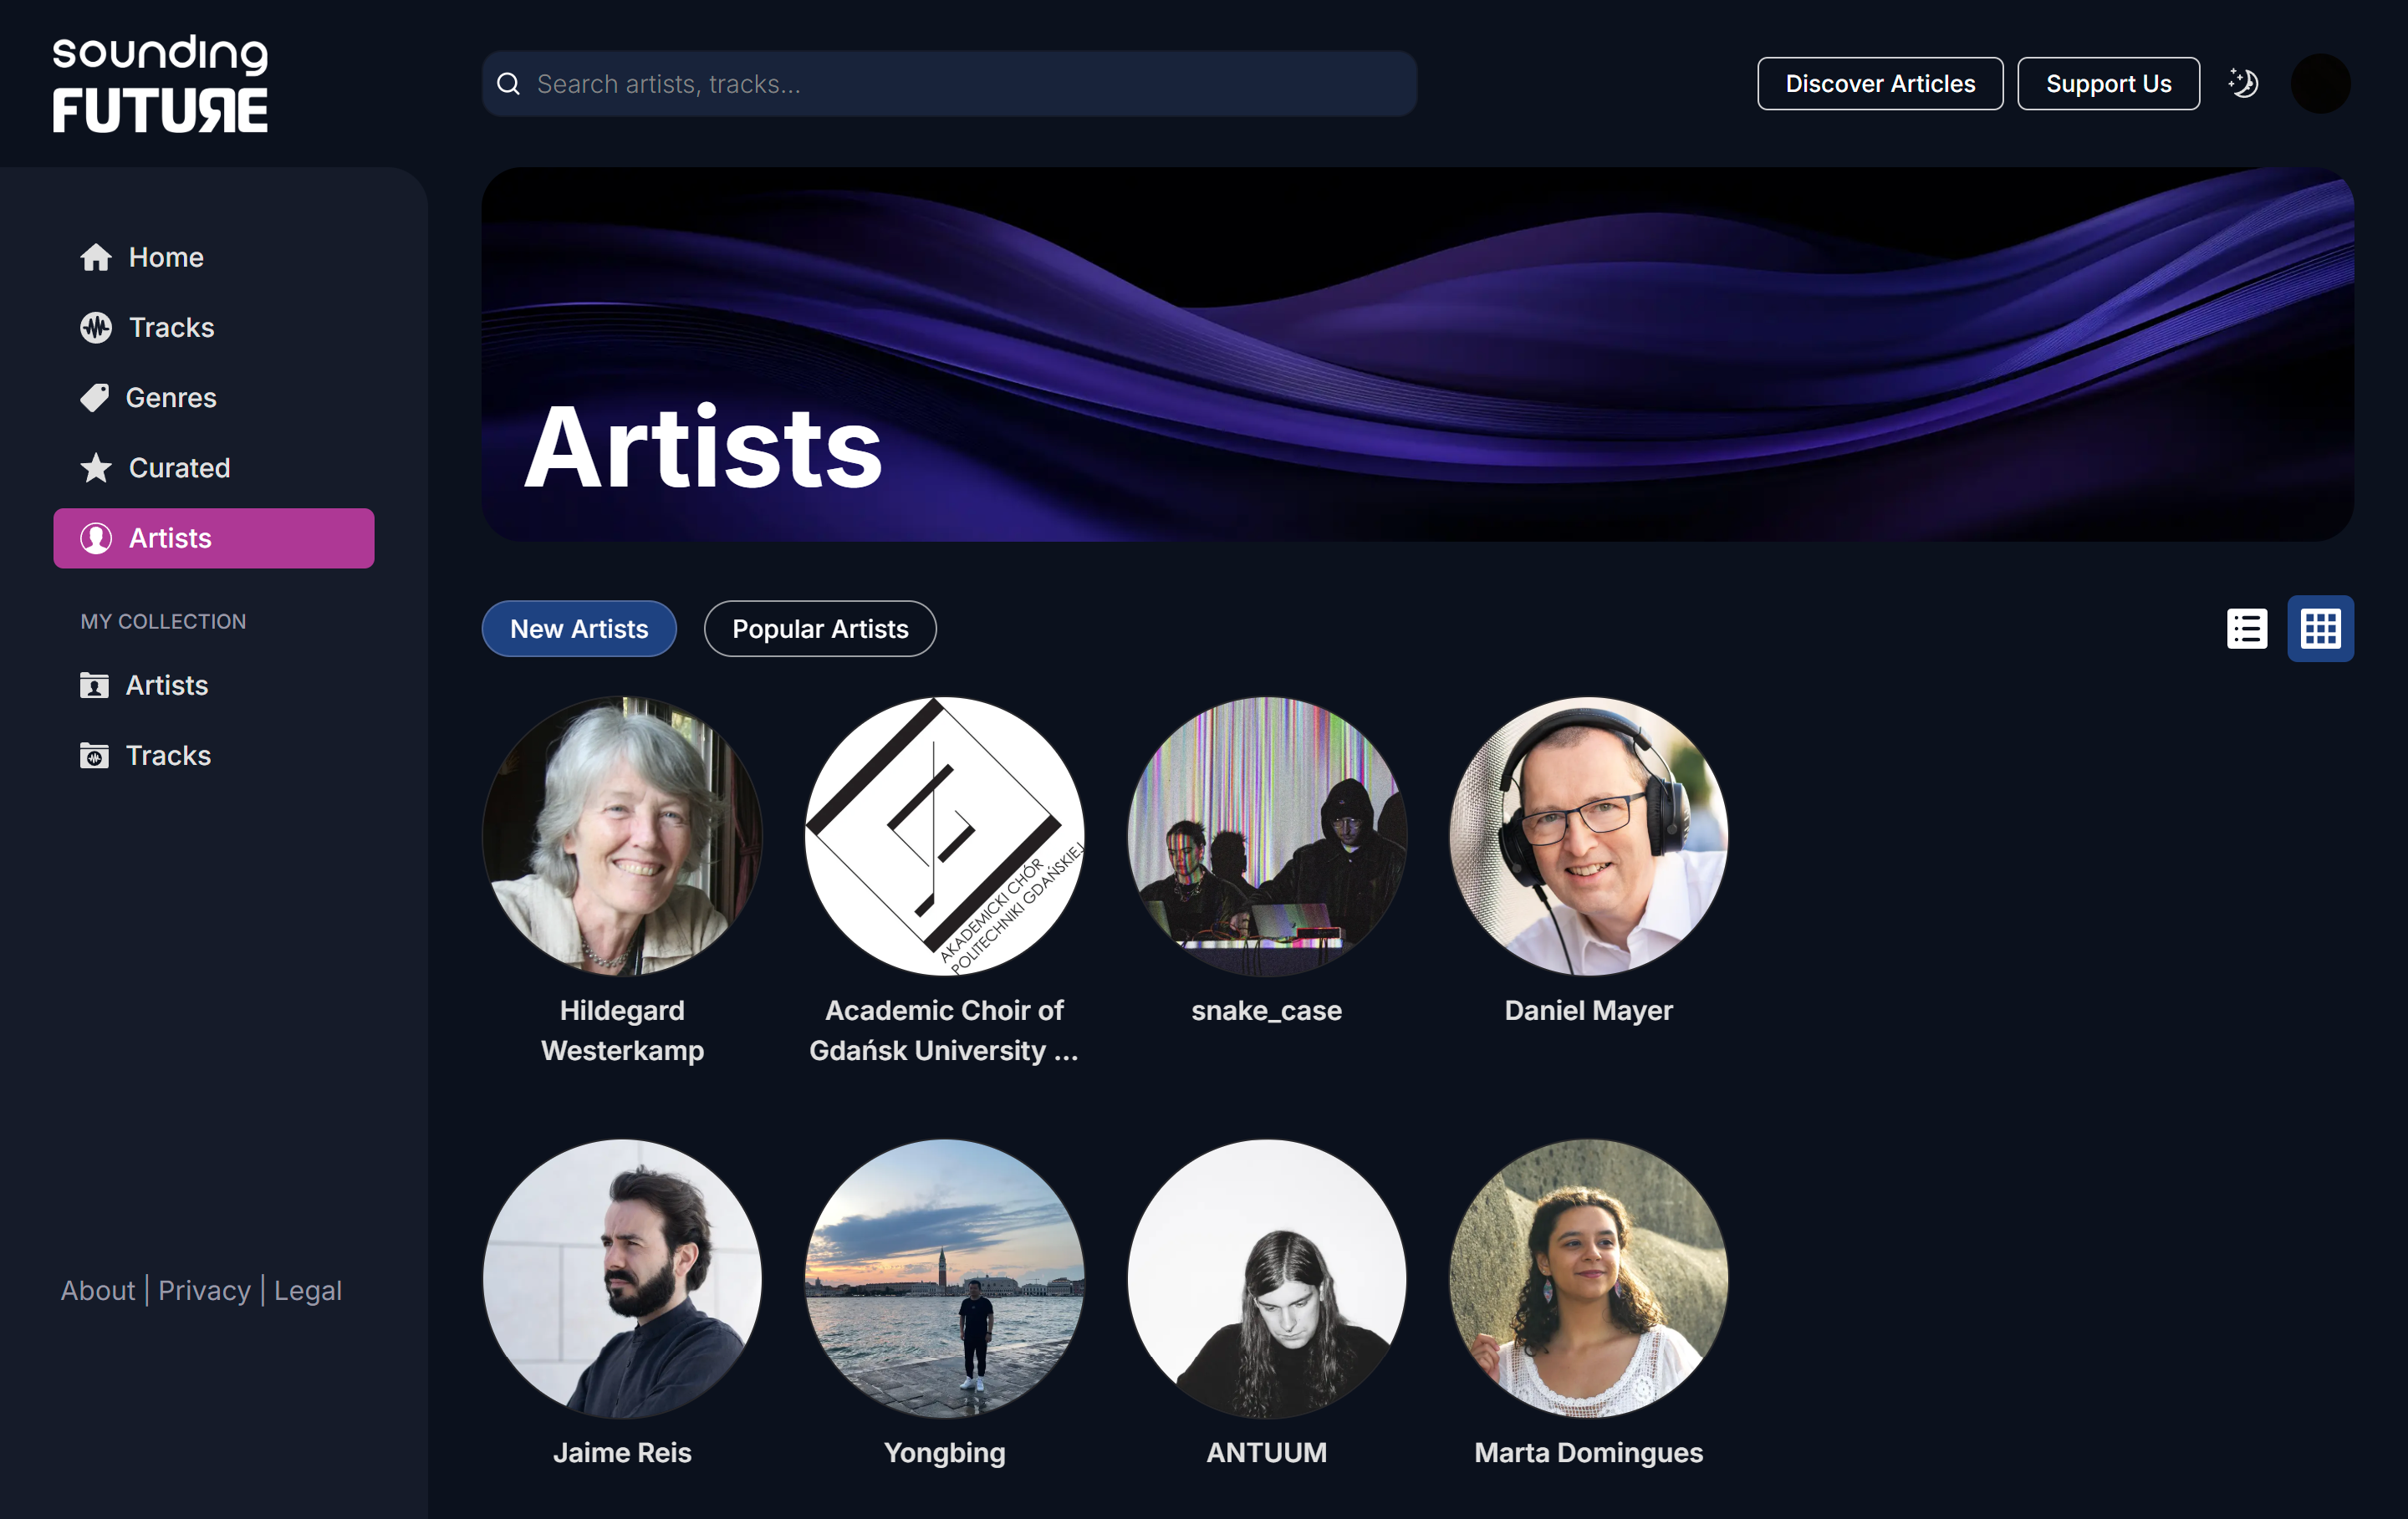 sounding
FUTURE
Search artists, tracks...
Discover Articles
Support Us
Home
Tracks
Genres
Curated
Artists
MY COLLECTION
Artists
Tracks
About | Privacy | Legal
Artists
New Artists
Popular Artists
AKADEMICKI CHÓR
POLITECHNIKI GDAŃSKIEJ
Hildegard
Westerkamp
Academic Choir of
Gdańsk University ...
snake_case
Daniel Mayer
Jaime Reis
Yongbing
ANTUUM
Marta Domingues